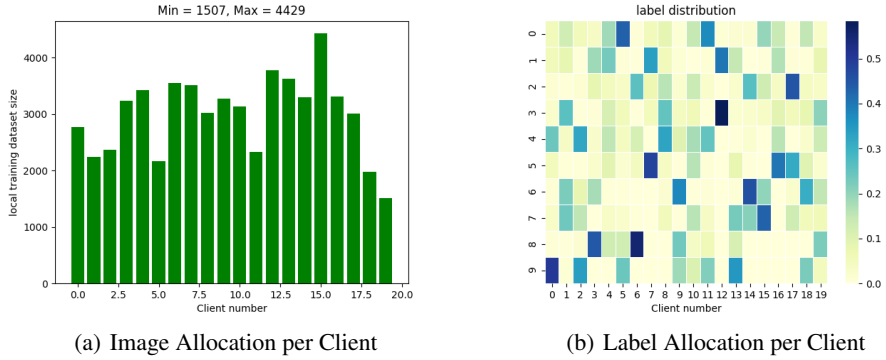 Min = 1507, Max = 4429
local training dataset size
4000
3000
2000
1000
0
0.0 2.5 5.0 7.5 10.0 12.5 15.0 17.5 20.0
Client number
(a) Image Allocation per Client
label distribution
0
1
2
3
4
5
6
7
8
9
0 1 2 3 4 5 6 7 8 9 10 11 12 13 14 15 16 17 18 19
Client number
0.5
0.4
0.3
0.2
0.1
0.0
(b) Label Allocation per Client